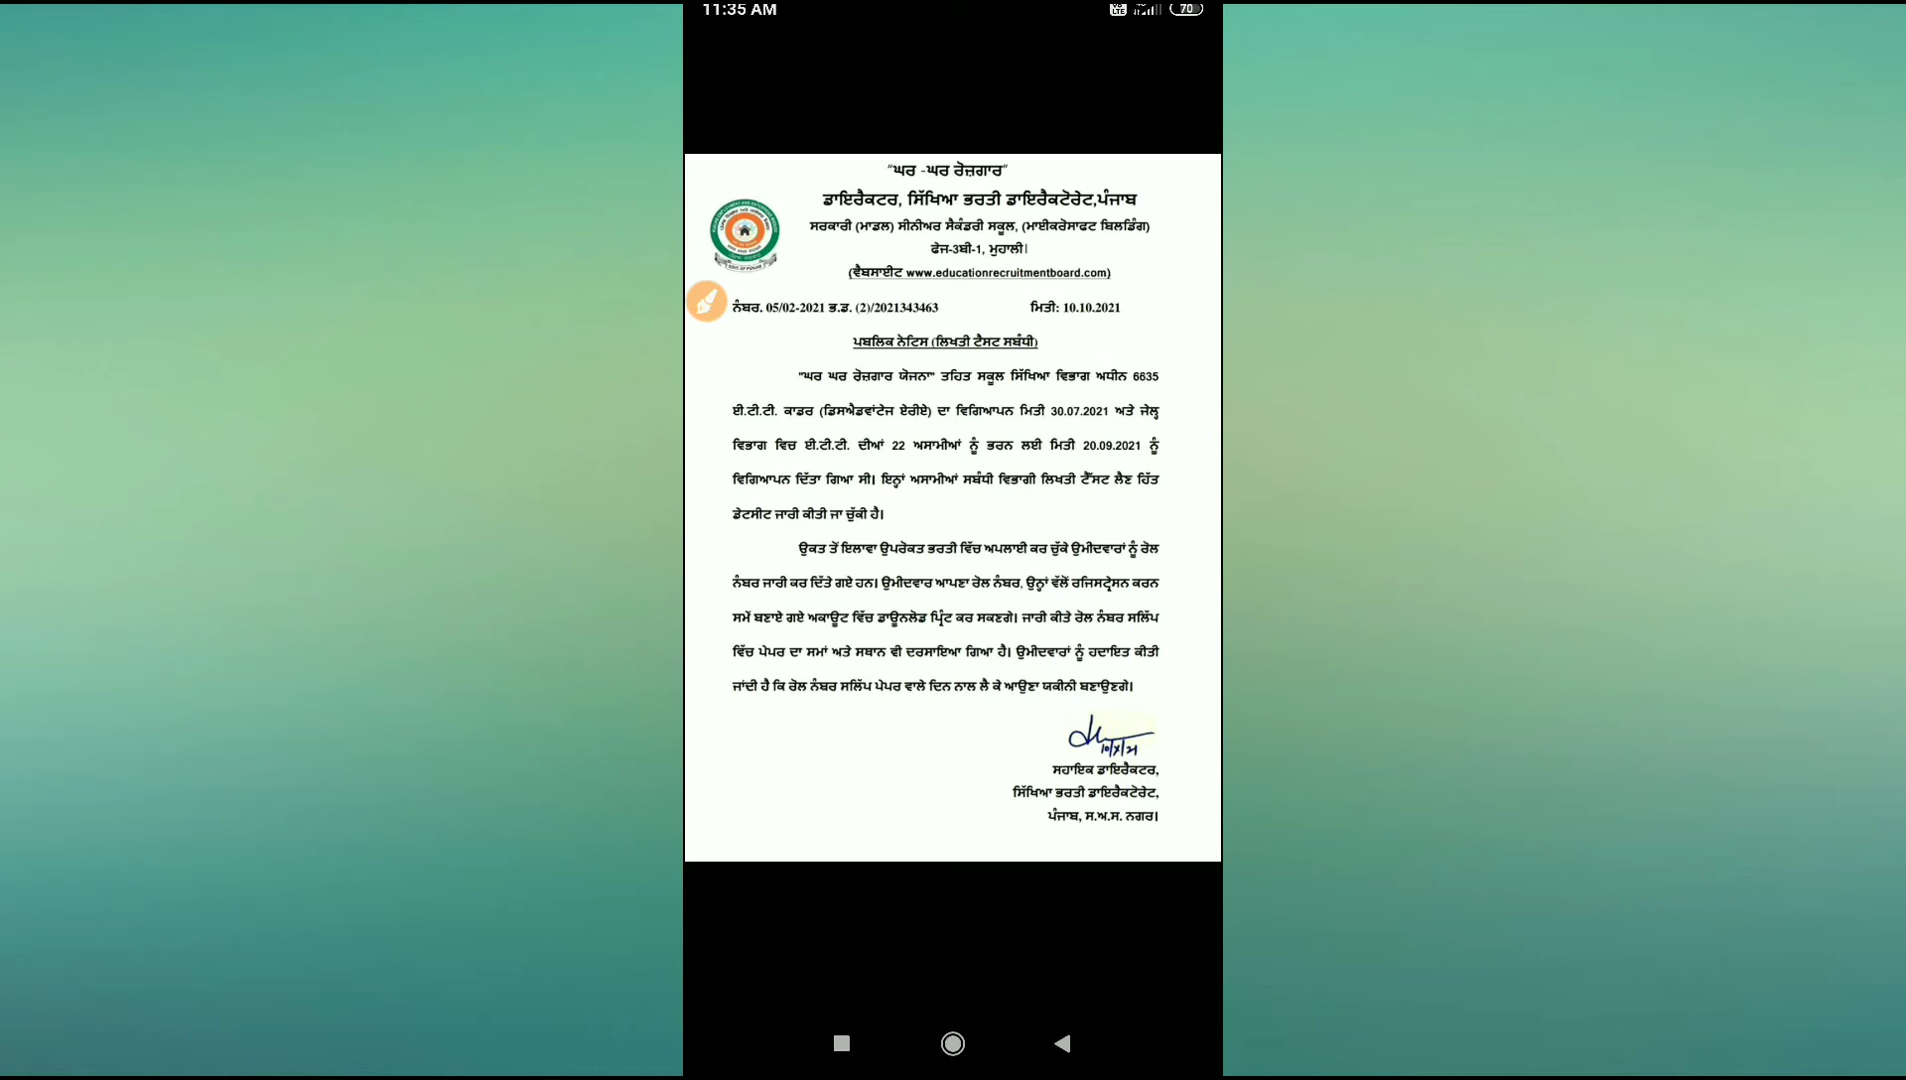 11:35 AM
Vo LTE
70
"ਘਰ -ਘਰ ਰੋਜ਼ਗਾਰ"
ਡਾਇਰੈਕਟਰ, ਸਿੱਖਿਆ ਭਰਤੀ ਡਾਇਰੈਕਟੋਰੇਟ,ਪੰਜਾਬ
ਸਰਕਾਰੀ (ਮਾਡਲ) ਸੀਨੀਅਰ ਸੈਕੰਡਰੀ ਸਕੂਲ, (ਮਾਈਕਰੋਸਾਫਟ ਬਿਲਡਿੰਗ)
ਫੇਜ-3ਬੀ-1, ਮੁਹਾਲੀ।
(ਵੈਬਸਾਈਟ www.educationrecruitmentboard.com)
ਨੰਬਰ. 05/02-2021 ਭ.ਡ. (2)/2021343463 ਮਿਤੀ: 10.10.2021
ਪਬਲਿਕ ਨੋਟਿਸ (ਲਿਖਤੀ ਟੈਸਟ ਸਬੰਧੀ)
"ਘਰ ਘਰ ਰੋਜ਼ਗਾਰ ਯੋਜਨਾ" ਤਹਿਤ ਸਕੂਲ ਸਿੱਖਿਆ ਵਿਭਾਗ ਅਧੀਨ 6635
ਈ.ਟੀ.ਟੀ. ਕਾਡਰ (ਡਿਸਐਡਵਾਂਟੇਜ ਏਰੀਏ) ਦਾ ਵਿਗਿਆਪਨ ਮਿਤੀ 30.07.2021 ਅਤੇ ਜੇਲ੍ਹ
ਵਿਭਾਗ ਵਿਚ ਈ.ਟੀ.ਟੀ. ਦੀਆਂ 22 ਅਸਾਮੀਆਂ ਨੂੰ ਭਰਨ ਲਈ ਮਿਤੀ 20.09.2021 ਨੂੰ
ਵਿਗਿਆਪਨ ਦਿੱਤਾ ਗਿਆ ਸੀ। ਇਨ੍ਹਾਂ ਅਸਾਮੀਆਂ ਸਬੰਧੀ ਵਿਭਾਗੀ ਲਿਖਤੀ ਟੈੱਸਟ ਲੈਣ ਹਿੱਤ
ਡੇਟਸੀਟ ਜਾਰੀ ਕੀਤੀ ਜਾ ਚੁੱਕੀ ਹੈ।
ਉਕਤ ਤੋਂ ਇਲਾਵਾ ਉਪਰੋਕਤ ਭਰਤੀ ਵਿੱਚ ਅਪਲਾਈ ਕਰ ਚੁੱਕੇ ਉਮੀਦਵਾਰਾਂ ਨੂੰ ਰੋਲ
ਨੰਬਰ ਜਾਰੀ ਕਰ ਦਿੱਤੇ ਗਏ ਹਨ। ਉਮੀਦਵਾਰ ਆਪਣਾ ਰੋਲ ਨੰਬਰ, ਉਨ੍ਹਾਂ ਵੱਲੋਂ ਰਜਿਸਟ੍ਰੇਸਨ ਕਰਨ
ਸਮੇਂ ਬਣਾਏ ਗਏ ਅਕਾਊਟ ਵਿੱਚ ਡਾਊਨਲੋਡ ਪ੍ਰਿੰਟ ਕਰ ਸਕਣਗੇ। ਜਾਰੀ ਕੀਤੇ ਰੋਲ ਨੰਬਰ ਸਲਿੱਪ
ਵਿੱਚ ਪੇਪਰ ਦਾ ਸਮਾਂ ਅਤੇ ਸਥਾਨ ਵੀ ਦਰਸਾਇਆ ਗਿਆ ਹੈ। ਉਮੀਦਵਾਰਾਂ ਨੂੰ ਹਦਾਇਤ ਕੀਤੀ
ਜਾਂਦੀ ਹੈ ਕਿ ਰੋਲ ਨੰਬਰ ਸਲਿੱਪ ਪੇਪਰ ਵਾਲੇ ਦਿਨ ਨਾਲ ਲੈ ਕੇ ਆਉਣਾ ਯਕੀਨੀ ਬਣਾਉਣਗੇ।
10/X/21
ਸਹਾਇਕ ਡਾਇਰੈਕਟਰ,
ਸਿੱਖਿਆ ਭਰਤੀ ਡਾਇਰੈਕਟੋਰੇਟ,
ਪੰਜਾਬ, ਸ.ਅ.ਸ. ਨਗਰ।